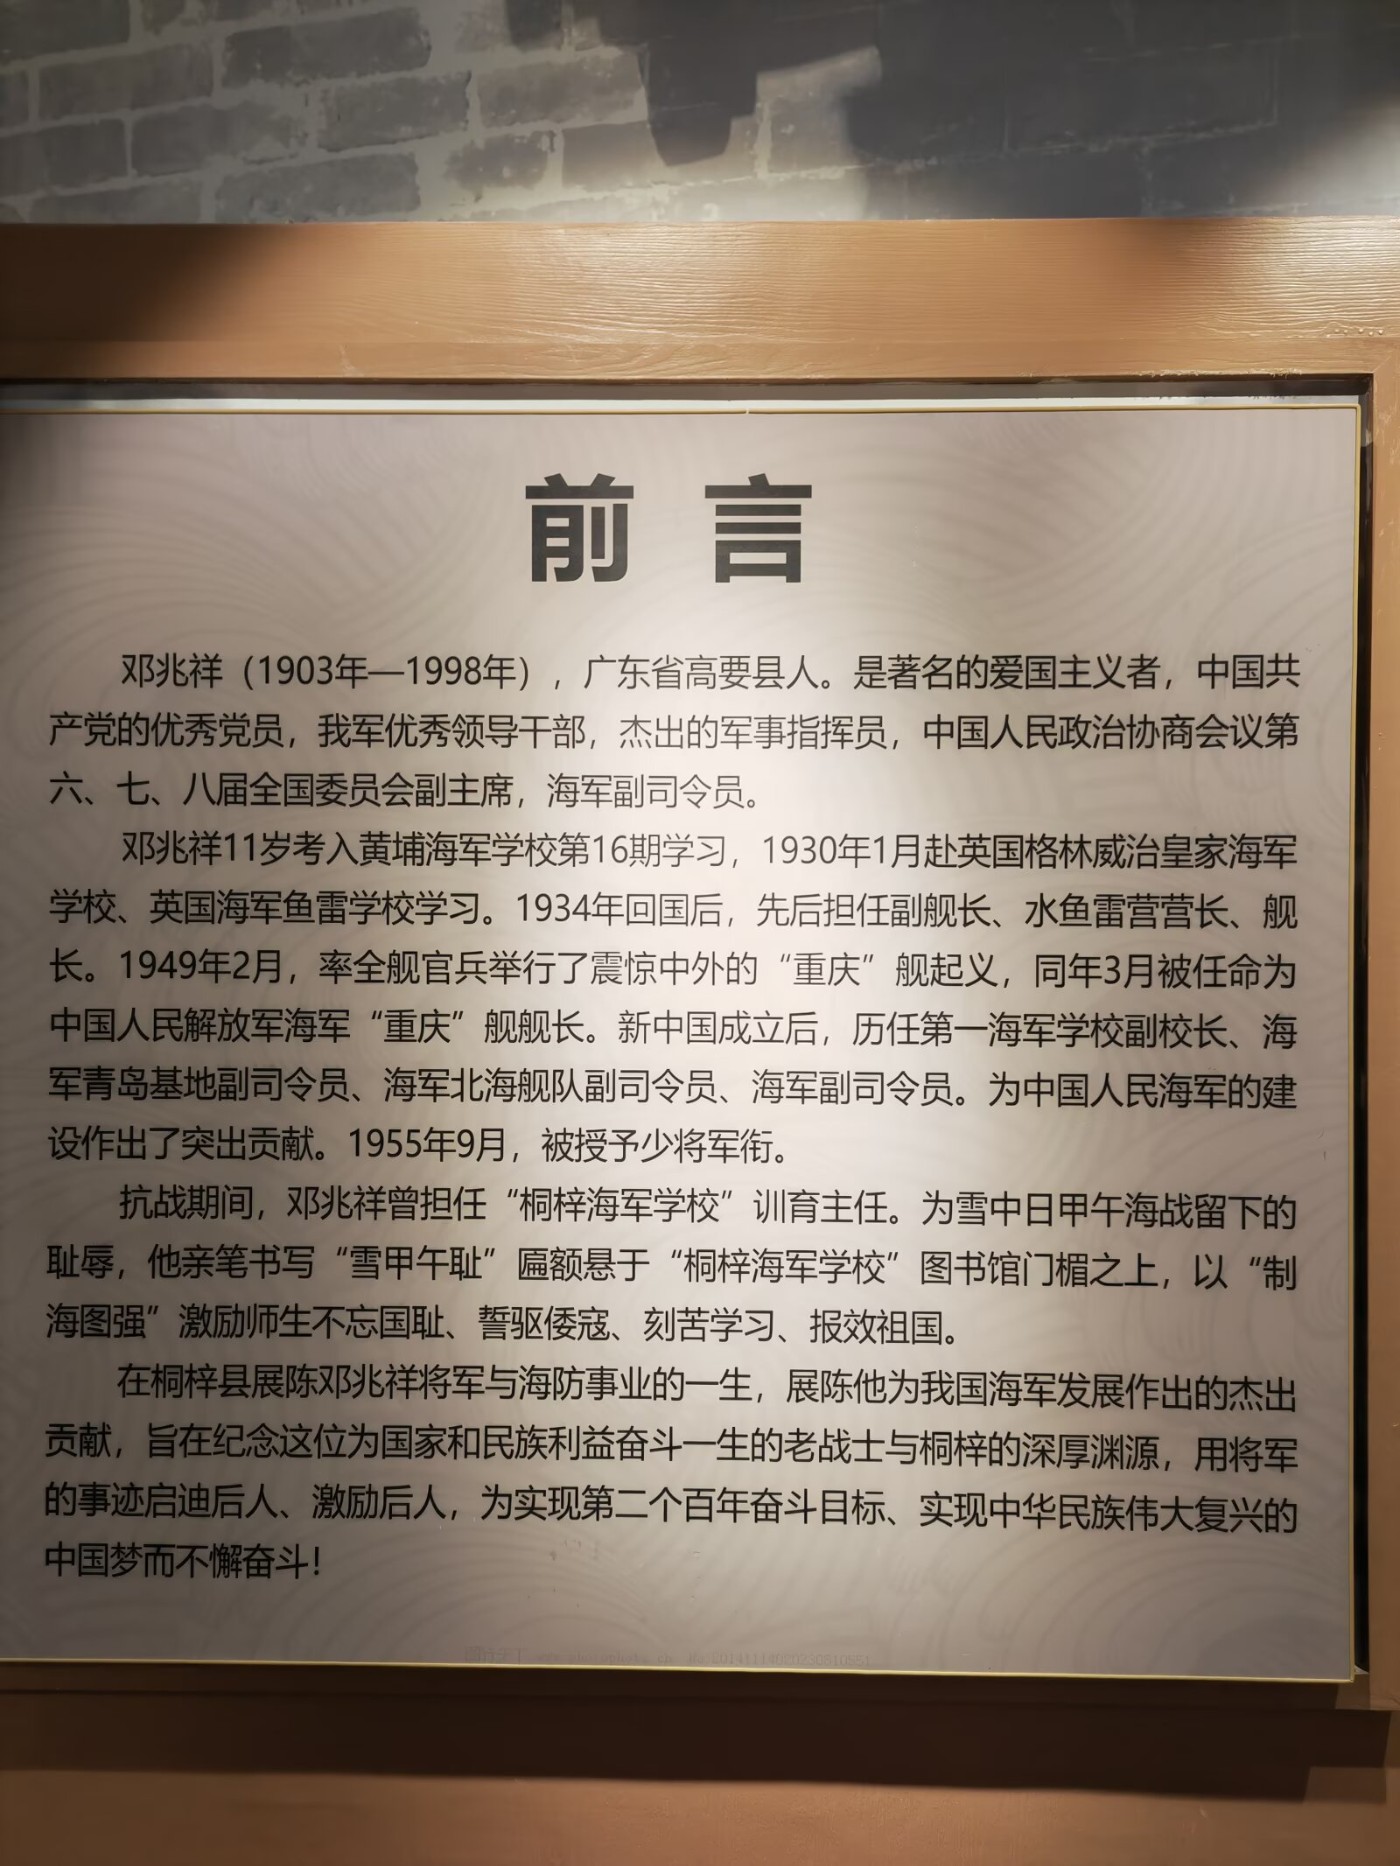 前言
邓兆祥（1903年—1998年），广东省高要县人。是著名的爱国主义者，中国共
产党的优秀党员，我军优秀领导干部，杰出的军事指挥员，中国人民政治协商会议第
六、七、八届全国委员会副主席，海军副司令员。
邓兆祥11岁考入黄埔海军学校第16期学习，1930年1月赴英国格林威治皇家海军
学校、英国海军鱼雷学校学习。1934年回国后，先后担任副舰长、水鱼雷营营长、舰
长。1949年2月，率全舰官兵举行了震惊中外的“重庆”舰起义，同年3月被任命为
中国人民解放军海军“重庆”舰舰长。新中国成立后，历任第一海军学校副校长、海
军青岛基地副司令员、海军北海舰队副司令员、海军副司令员。为中国人民海军的建
设作出了突出贡献。1955年9月，被授予少将军衔。
抗战期间，邓兆祥曾担任“桐梓海军学校”训育主任。为雪中日甲午海战留下的
耻辱，他亲笔书写“雪甲午耻”匾额悬于“桐梓海军学校”图书馆门楣之上，以“制
海图强”激励师生不忘国耻、誓驱倭寇、刻苦学习、报效祖国。
在桐梓县展陈邓兆祥将军与海防事业的一生，展陈他为我国海军发展作出的杰出
贡献，旨在纪念这位为国家和民族利益奋斗一生的老战士与桐梓的深厚渊源，用将军
的事迹启迪后人、激励后人，为实现第二个百年奋斗目标、实现中华民族伟大复兴的
中国梦而不懈奋斗！